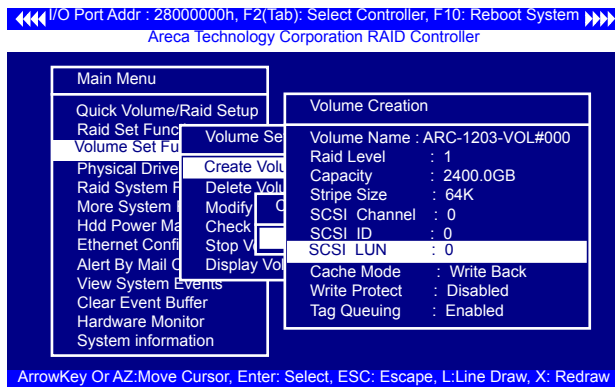 I/O Port Addr : 28000000h, F2(Tab): Select Controller, F10: Reboot System
Areca Technology Corporation RAID Controller
Main Menu
Quick Volume/Raid Setup
Raid Set Func
Volume Set Fu
Physical Drive
Raid System F
More System
Hdd Power Ma
Ethernet Confi
Alert By Mail C
View System Events
Clear Event Buffer
Hardware Monitor
System information
Volume Se
Create Volu
Delete Volu
Modify
Check
Stop V
Display Vol
C
Volume Creation
Volume Name : ARC-1203-VOL#000
Raid Level : 1
Capacity : 2400.0GB
Stripe Size : 64K
SCSI Channel : 0
SCSI ID : 0
SCSI LUN : 0
Cache Mode : Write Back
Write Protect : Disabled
Tag Queuing : Enabled
ArrowKey Or AZ:Move Cursor, Enter: Select, ESC: Escape, L:Line Draw, X: Redraw